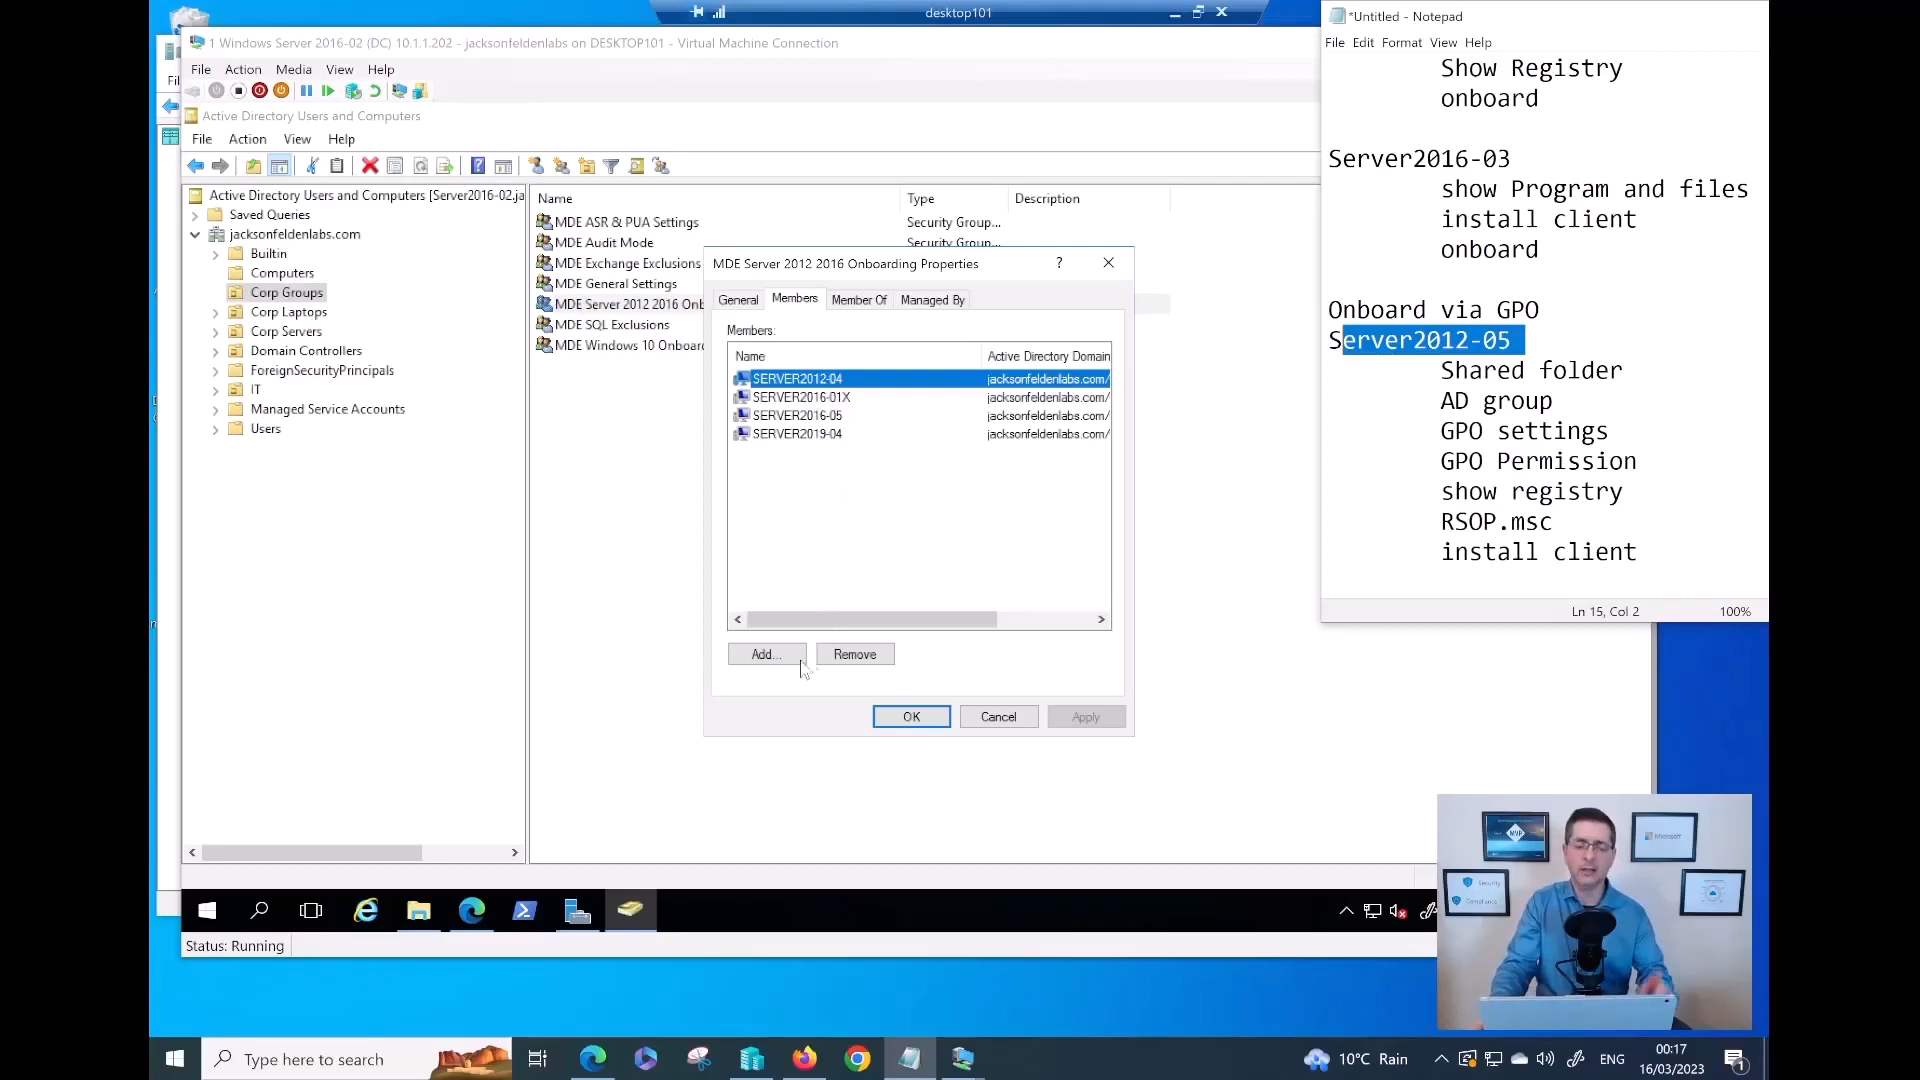 desktop101
1 Windows Server 2016-02 (DC) 10.1.1.202 - jacksonfeldenlabs on DESKTOP101 - Virtual Machine Connection
File Action Media View Help
Active Directory Users and Computers
File Action View Help
Active Directory Users and Computers [Server2016-02.ja
Saved Queries
jacksonfeldenlabs.com
Builtin
Computers
Corp Groups
Corp Laptops
Corp Servers
Domain Controllers
ForeignSecurityPrincipals
IT
Managed Service Accounts
Users
Name Type Description
MDE ASR & PUA Settings Security Group...
MDE Audit Mode Security Group...
MDE Exchange Exclusions
MDE General Settings
MDE Server 2012 2016 Onb
MDE SQL Exclusions
MDE Windows 10 Onboard
MDE Server 2012 2016 Onboarding Properties ?
General Members Member Of Managed By
Members:
Name Active Directory Domain
SERVER2012-04 jacksonfeldenlabs.com/
SERVER2016-01X jacksonfeldenlabs.com/
SERVER2016-05 jacksonfeldenlabs.com/
SERVER2019-04 jacksonfeldenlabs.com/
Add... Remove
OK Cancel Apply
*Untitled - Notepad
File Edit Format View Help
Show Registry
onboard
Server2016-03
show Program and files
install client
onboard
Onboard via GPO
Server2012-05
Shared folder
AD group
GPO settings
GPO Permission
show registry
RSOP.msc
install client
Ln 15, Col 2 100%
Status: Running
MVP
Microsoft
Security
Compliance
Type here to search
10°C Rain
ENG
00:17
16/03/2023
1